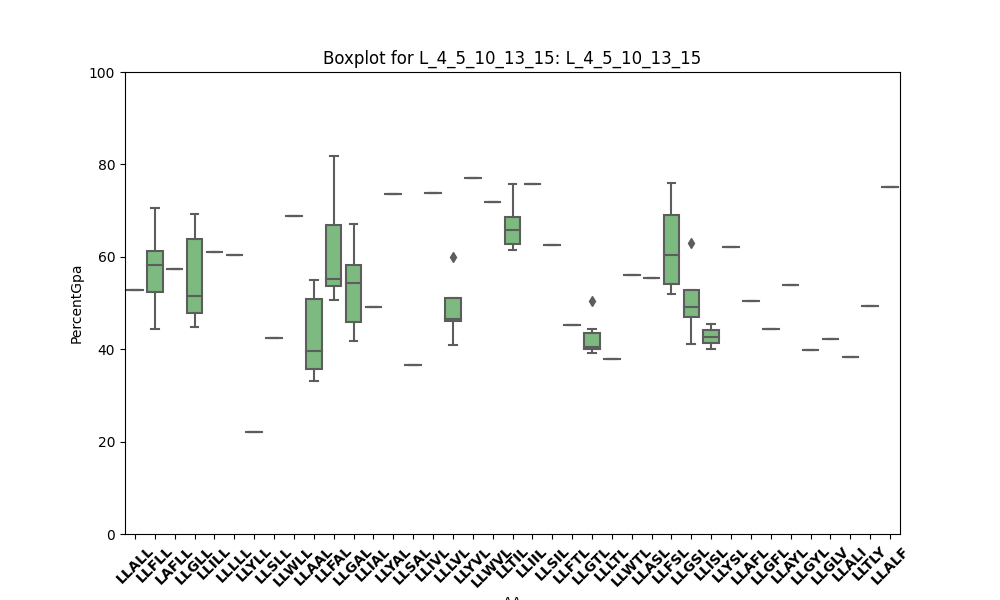 Boxplot for L_4_5_10_13_15: L_4_5_10_13_15
100
80
60
40
20
0
PercentGpa
LLALL
LLFLL
LAFLL
LLGLL
LLILL
LLLLL
LLYLL
LLSLL
LLWLL
LLAAL
LLFAL
LLGAL
LLIAL
LLYAL
LLSAL
LLIVL
LLLVL
LLYVL
LLWVL
LLTIL
LLIIL
LLSIL
LLFTL
LLGTL
LLLTL
LLWTL
LLASL
LLFSL
LLGSL
LLISL
LLYSL
LLAFL
LLGFL
LLAYL
LLGYL
LLGLV
LLALI
LLTLY
LLALF